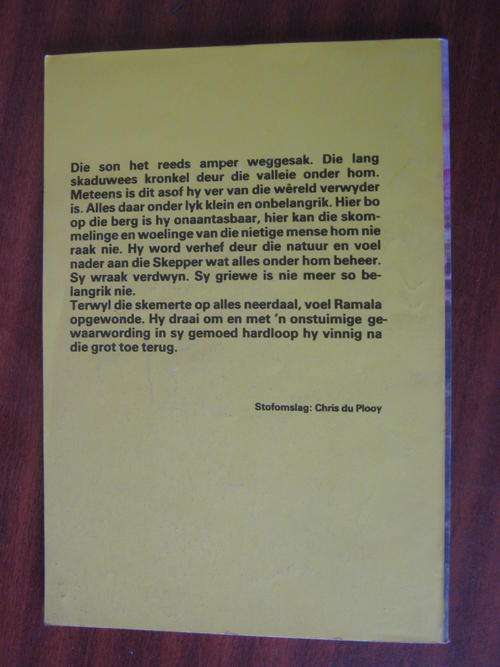 Die son het reeds amper weggesak. Die lang
skaduwees kronkel deur die valleie onder hom.
Meteens is dit asof hy ver van die wêreld verwyder
is. Alles daar onder lyk klein en onbelangrik. Hier bo
op die berg is hy onaantasbaar, hier kan die skom-
melinge en woelinge van die nietige mense hom nie
raak nie. Hy word verhef deur die natuur en voel
nader aan die Skepper wat alles onder hom beheer.
Sy wraak verdwyn. Sy griewe is nie meer so be-
langrik nie.
Terwyl die skemerte op alles neerdaal, voel Ramala
opgewonde. Hy draai om en met 'n onstuimige ge-
waarwording in sy gemoed hardloop hy vinnig na
die grot toe terug.
Stofomslag: Chris du Plooy